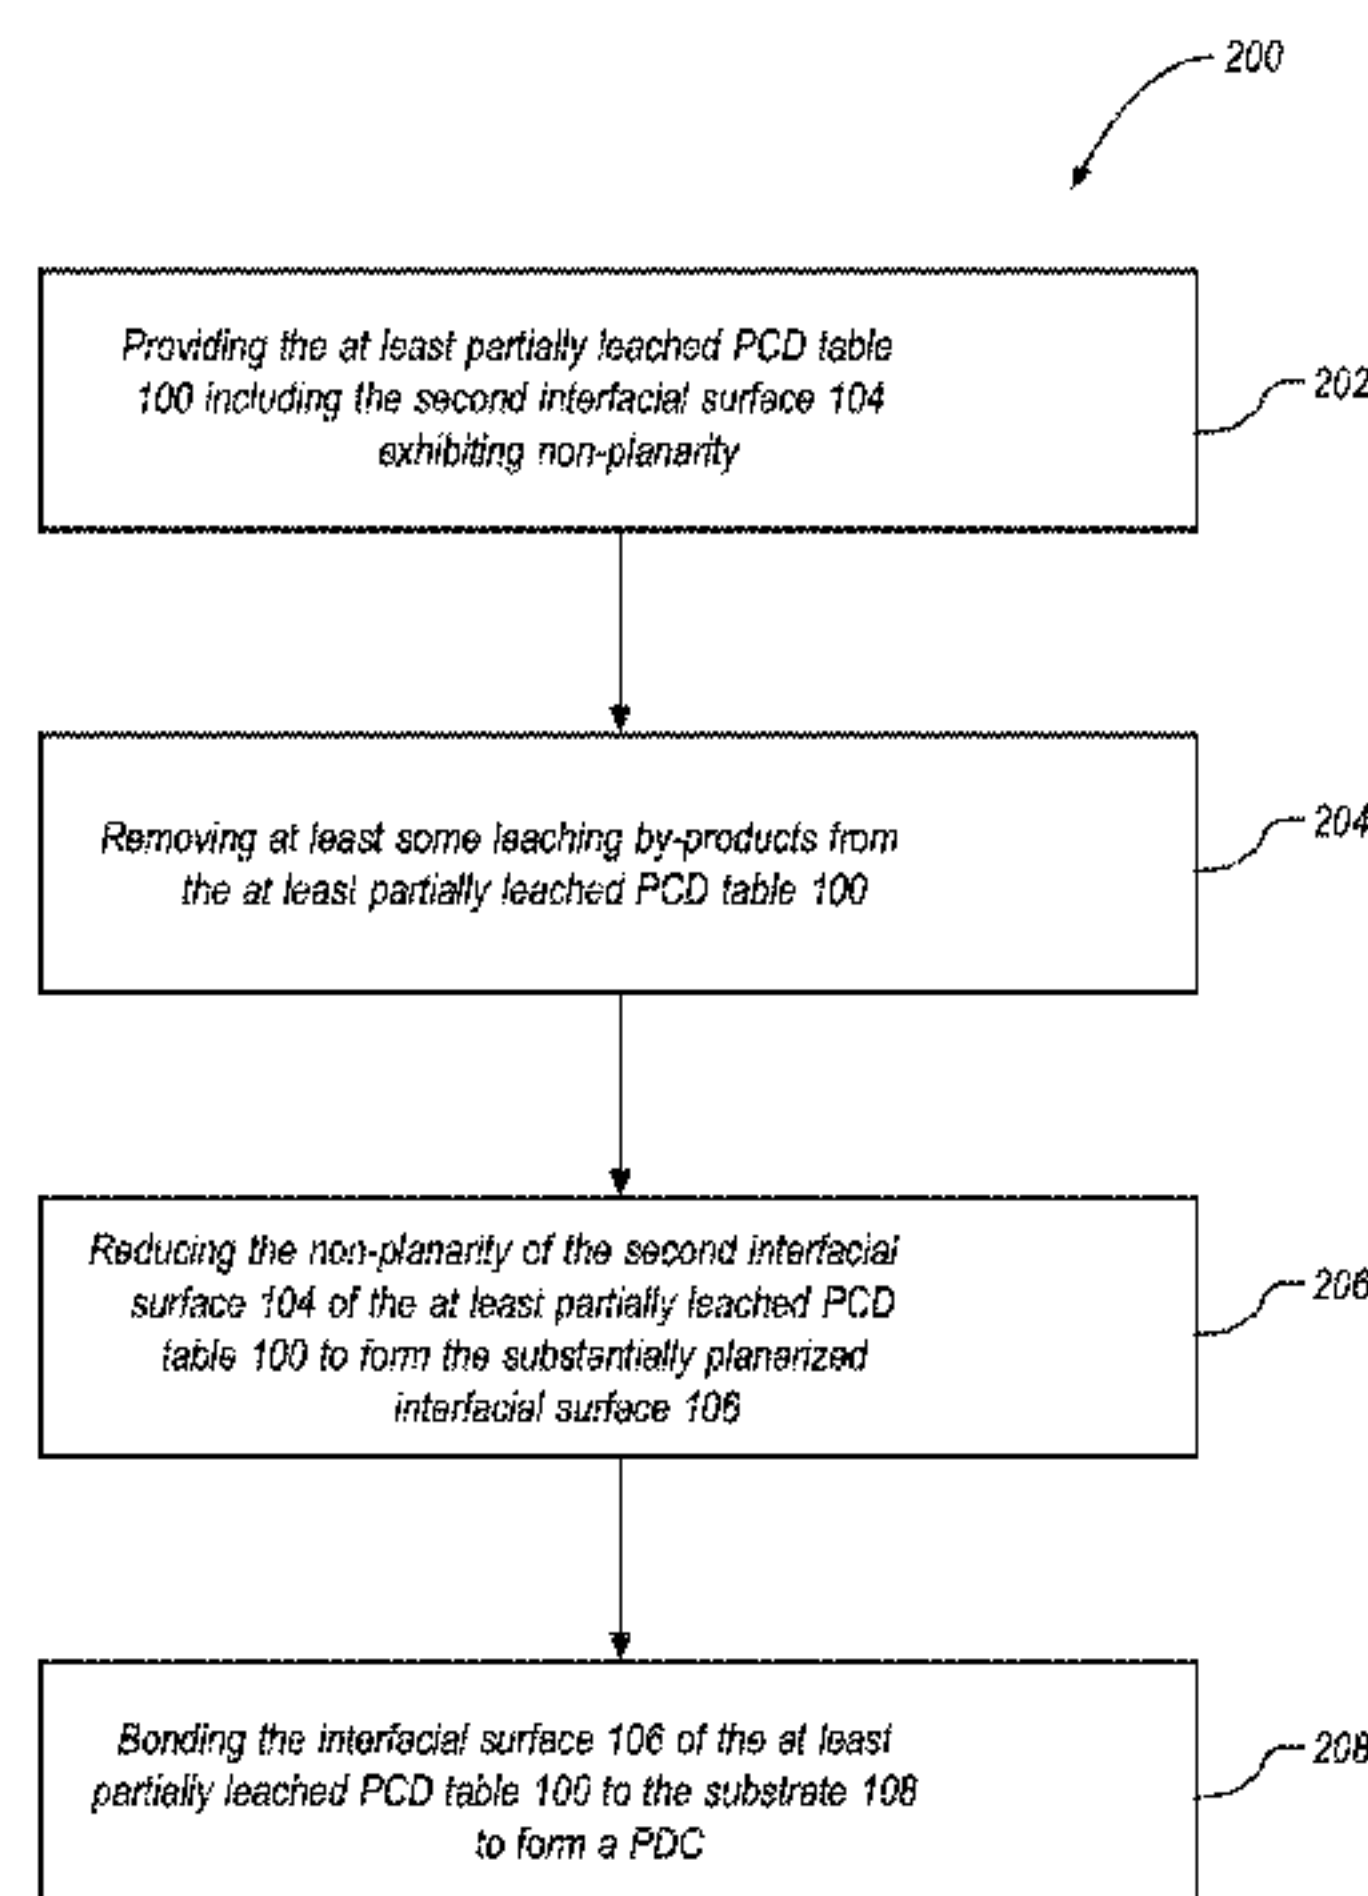 200
Providing the at least partially leached PCD table
100 including the second interfacial surface 104
exhibiting non-planarity
202
Removing at least some leaching by-products from
the at least partially leached PCD table 100
204
Reducing the non-planarity of the second interfacial
surface 104 of the at least partially leached PCD
table 100 to form the substantially planarized
interfacial surface 106
206
Bonding the interfacial surface 106 of the at least
partially leached PCD table 100 to the substrate 108
to form a PDC
208